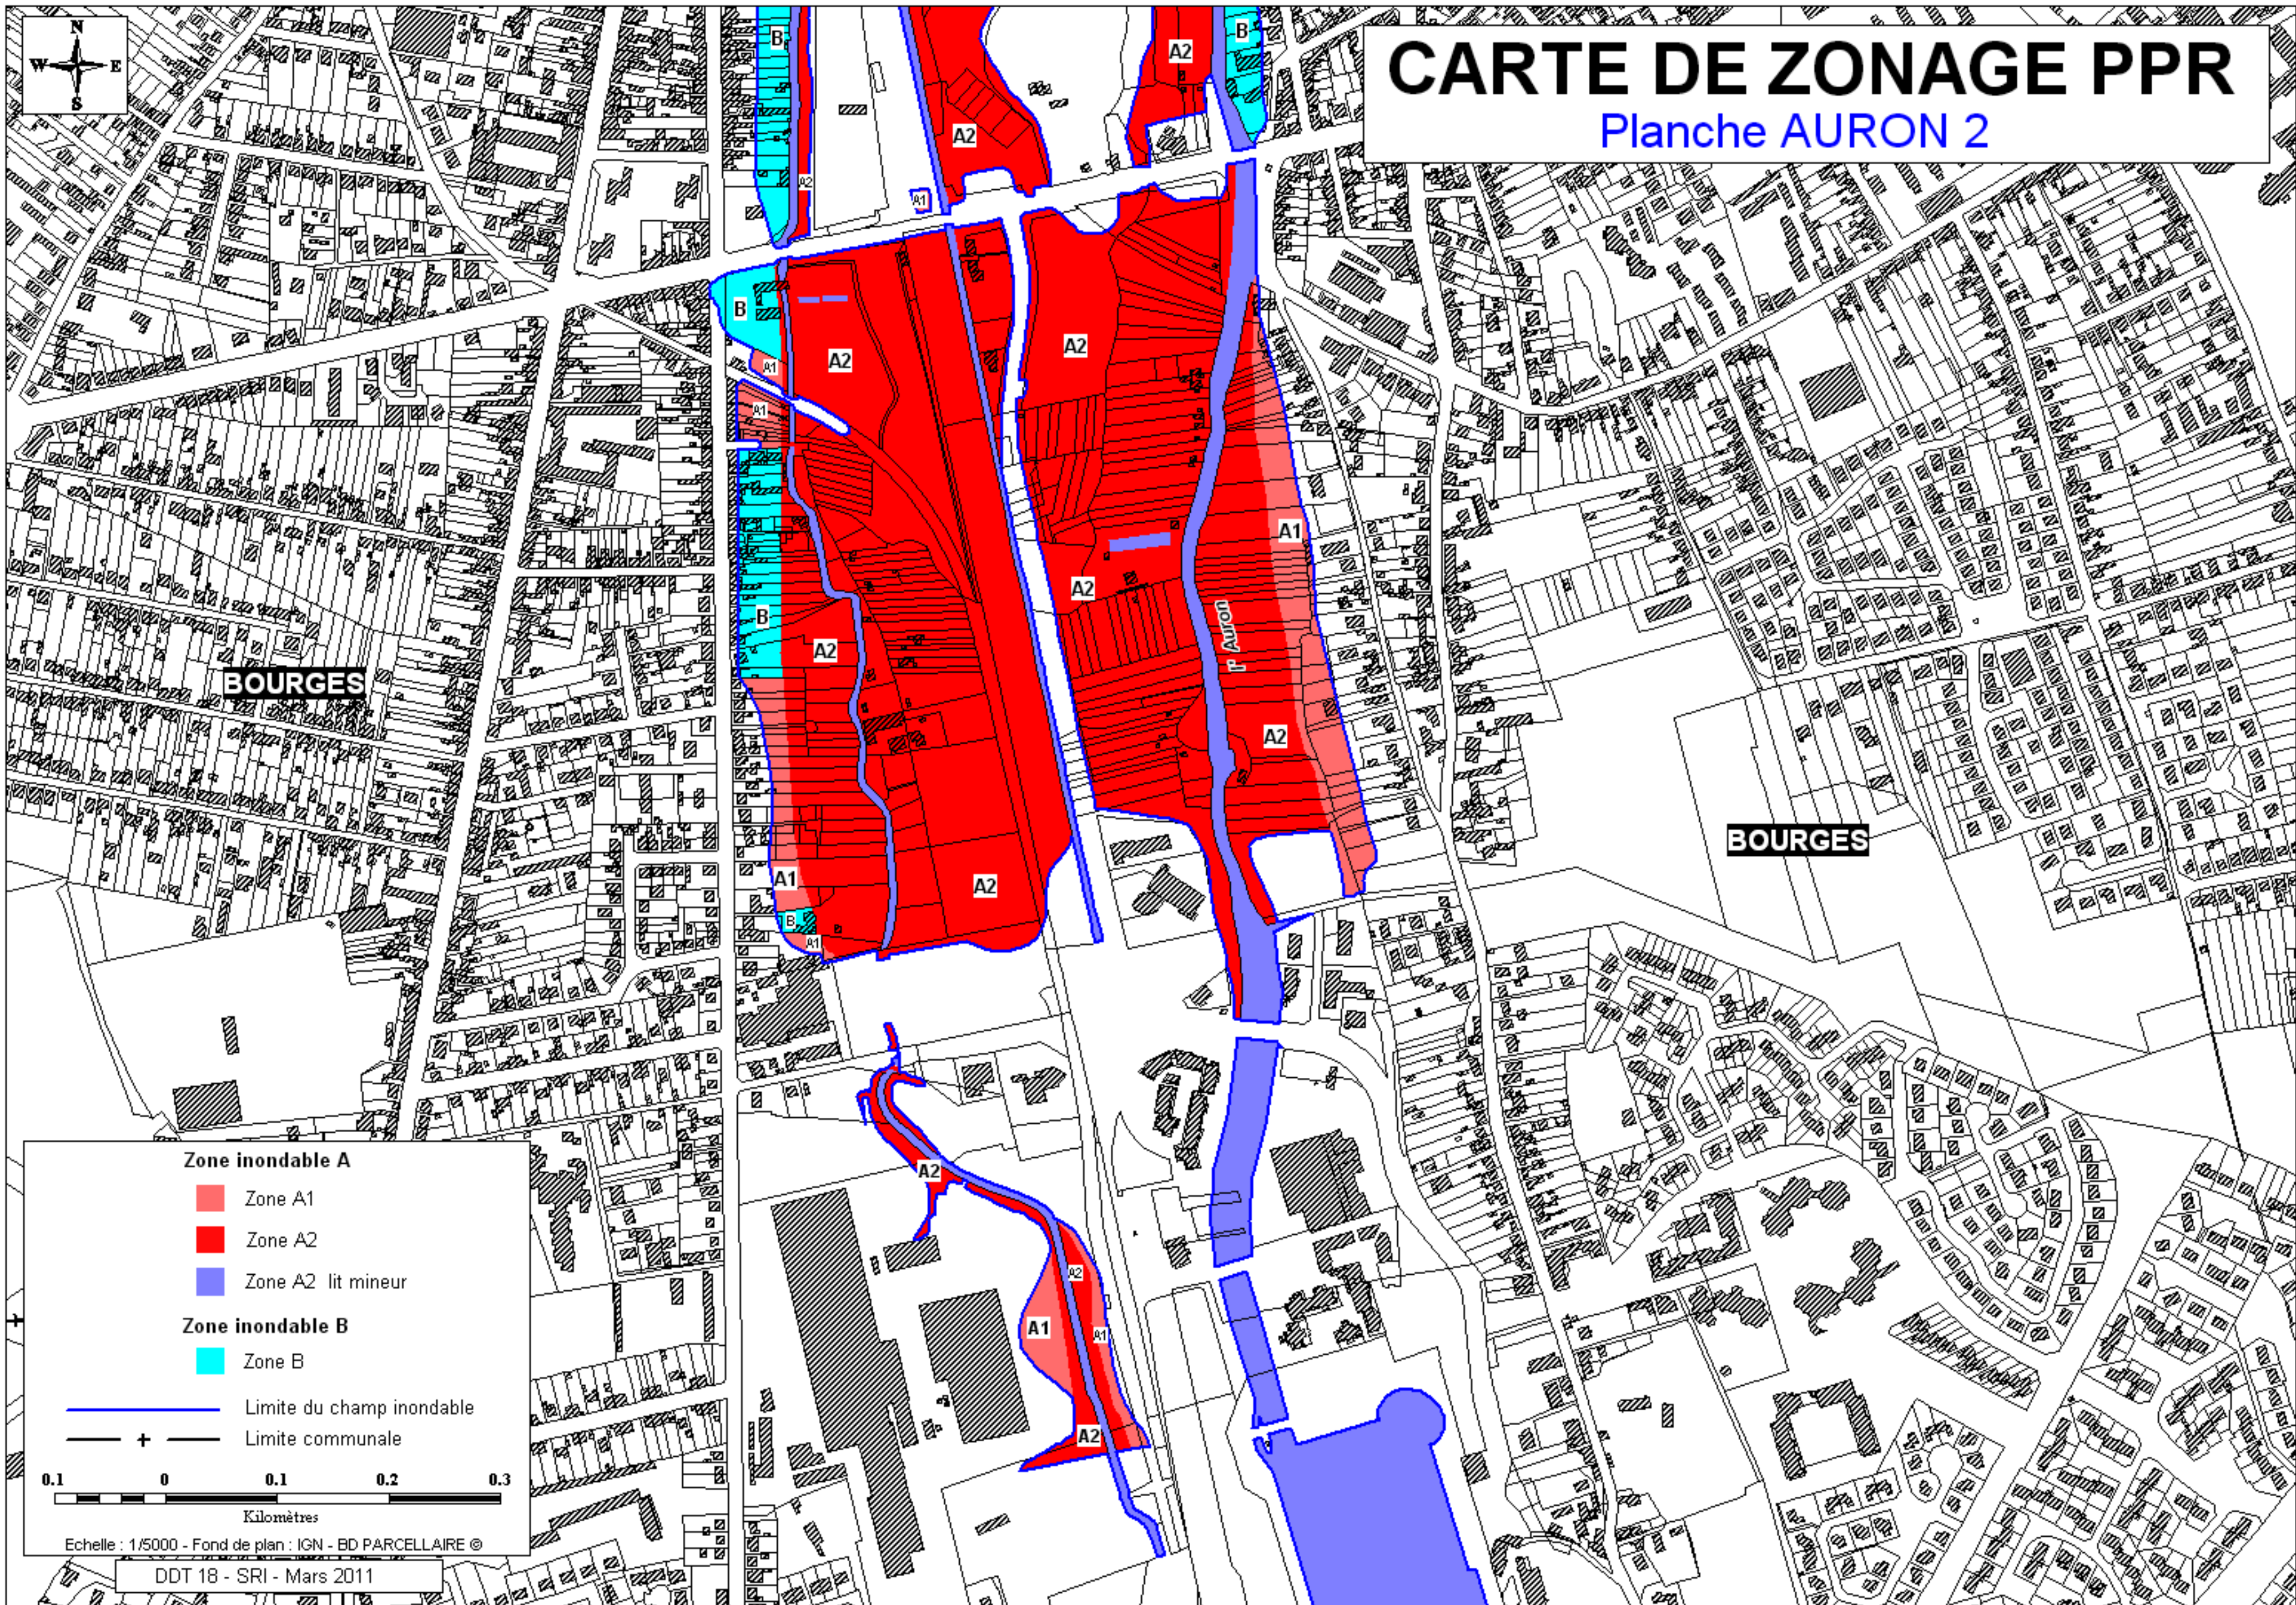 N
W E
S
CARTE DE ZONAGE PPR
Planche AURON 2
B
A2
B
A2
A2
A1
B
A2
A1
A2
A1
A1
B
A2
A2
l' Auron
A2
A2
BOURGES
BOURGES
A1
A2
B
A1
A2
A2
A1
A1
A2
Zone inondable A
Zone A1
Zone A2
Zone A2 lit mineur
Zone inondable B
Zone B
Limite du champ inondable
Limite communale
0.1 0 0.1 0.2 0.3
Kilomètres
Echelle : 1/5000 - Fond de plan : IGN - BD PARCELLAIRE ©
DDT 18 - SRI - Mars 2011